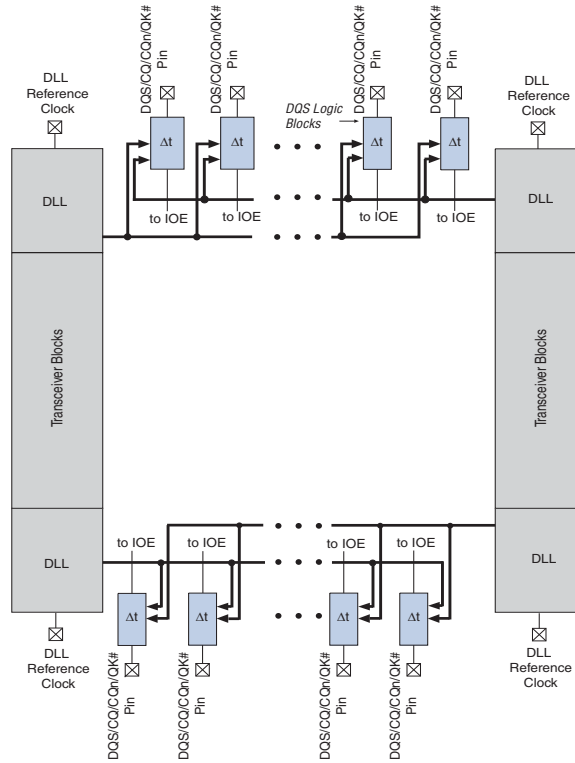 DQS/CQ/CQn/QK#
Pin
DQS/CQ/CQn/QK#
Pin
DQS/CQ/CQn/QK#
Pin
DQS/CQ/CQn/QK#
Pin
DLL
Reference
Clock
DQS Logic
Blocks
DLL
Reference
Clock
Δt
Δt
Δt
Δt
DLL
DLL
to IOE
to IOE
to IOE
to IOE
Transceiver Blocks
Transceiver Blocks
to IOE
to IOE
to IOE
to IOE
DLL
DLL
Δt
Δt
Δt
Δt
DLL
Reference
Clock
DLL
Reference
Clock
DQS/CQ/CQn/QK#
Pin
DQS/CQ/CQn/QK#
Pin
DQS/CQ/CQn/QK#
Pin
DQS/CQ/CQn/QK#
Pin